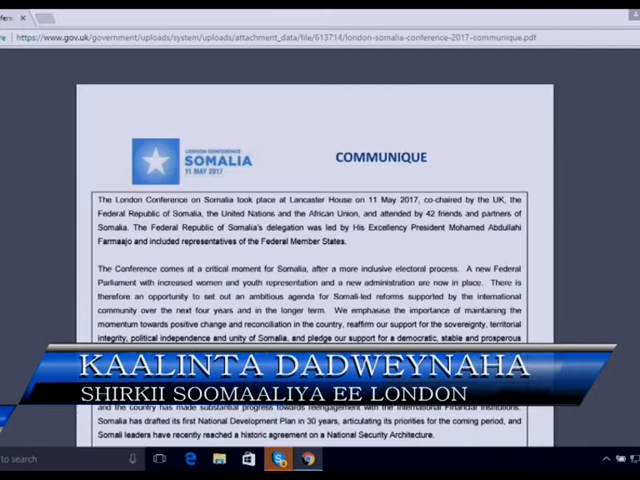 https://www.gov.uk/government/uploads/system/uploads/attachment_data/file/613714/london-somalia-conference-2017-communique.pdf
LONDON CONFERENCE
SOMALIA
11 MAY 2017
COMMUNIQUE
The London Conference on Somalia took place at Lancaster House on 11 May 2017, co-chaired by the UK, the
Federal Republic of Somalia, the United Nations and the African Union, and attended by 42 friends and partners of
Somalia. The Federal Republic of Somalia's delegation was led by His Excellency President Mohamed Abdullahi
Farmaajo and included representatives of the Federal Member States.
The Conference comes at a critical moment for Somalia, after a more inclusive electoral process. A new Federal
Parliament with increased women and youth representation and a new administration are now in place. There is
therefore an opportunity to set out an ambitious agenda for Somali-led reforms supported by the international
community over the next four years and in the longer term. We emphasise the importance of maintaining the
momentum towards positive change and reconciliation in the country, reaffirm our support for the sovereignty, territorial
integrity, political independence and unity of Somalia, and pledge our support for a democratic, stable and prosperous
KAALINTA DADWEYNAHA
SHIRKII SOOMAALIYA EE LONDON
and the country has made substantial progress towards reengagement with the International Financial Institutions.
Somalia has drafted its first National Development Plan in 30 years, articulating its priorities for the coming period, and
Somali leaders have recently reached a historic agreement on a National Security Architecture.
to search